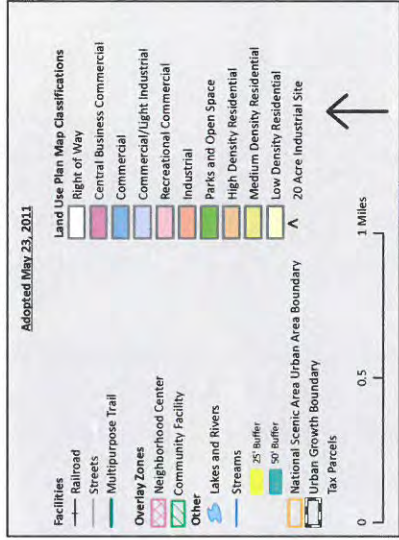 Adopted May 23, 2011
Facilities
Railroad
Streets
Multipurpose Trail
Overlay Zones
Neighborhood Center
Community Facility
Other
Lakes and Rivers
Streams
25' Buffer
50' Buffer
National Scenic Area Urban Area Boundary
Urban Growth Boundary
Tax Parcels
Land Use Plan Map Classifications
Right of Way
Central Business Commercial
Commercial
Commercial/Light Industrial
Recreational Commercial
Industrial
Parks and Open Space
High Density Residential
Medium Density Residential
Low Density Residential
20 Acre Industrial Site
0 0.5 1 Miles